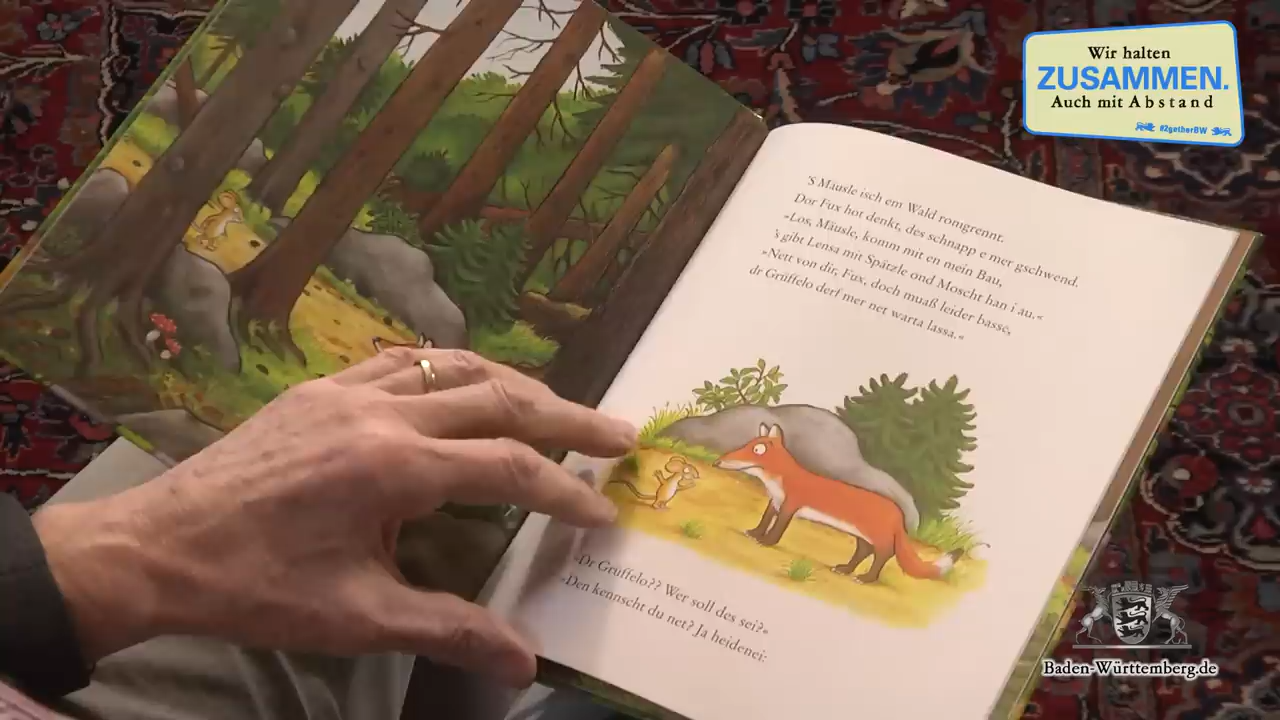 'S Mäusle isch em Wald romgrennt.
Dor Fux hot denkt, des schnapp e mer gschwend.
»Los, Mäusle, komm mit en mein Bau,
's gibt Lensa mit Spätzle ond Moscht han i au.«
»Nett von dir, Fux, doch muaß leider basse,
dr Grüffelo derf mer net warta lassa.«
»Dr Grüffelo?? Wer soll des sei?«
»Den kennscht du net? Ja heidenei:
Wir halten
ZUSAMMEN.
Auch mit Abstand
#2getherBW
Baden-Württemberg.de